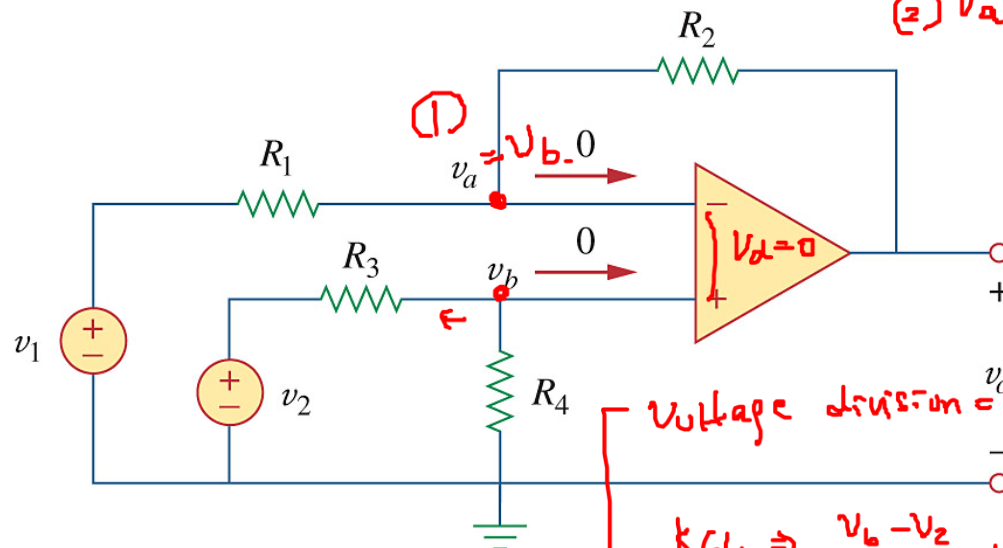 (2) Va
R2
(1)
= Vb
0
va
R1
−
Vd = 0
0
R3
vb
+
←
+
+
−
v1
+
−
v2
R4
Voltage division =
−
KCL ⇒ Vb − V2